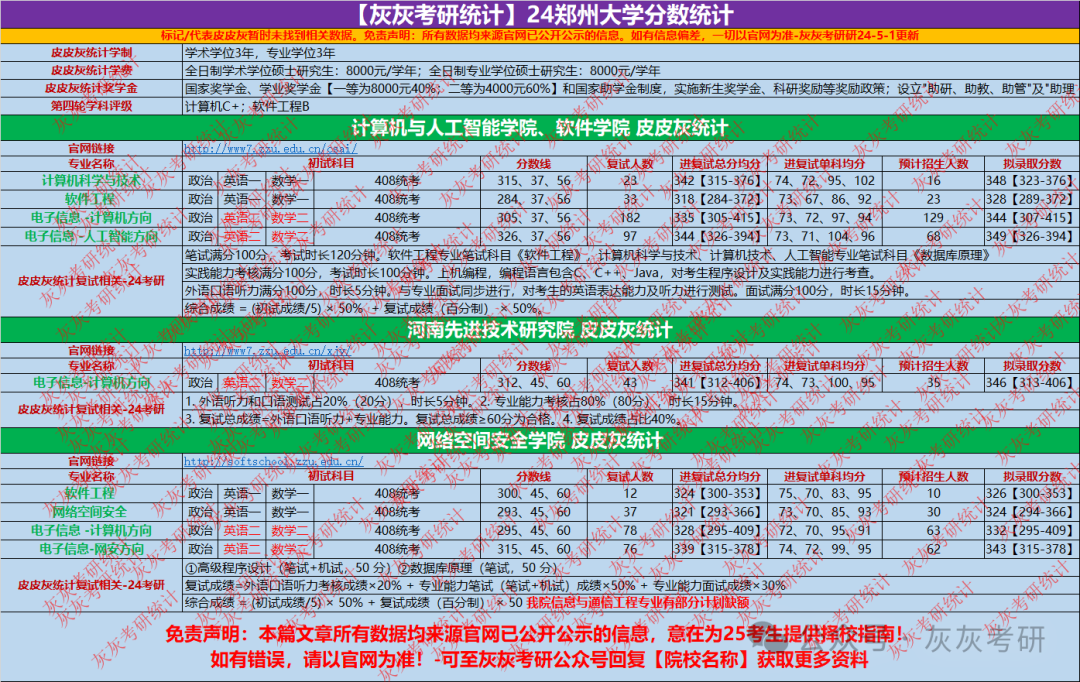 【灰灰考研统计】24郑州大学分数统计
标记/代表皮皮灰暂时未找到相关数据。免责声明：所有数据均来源官网已公开公示的信息。如有信息偏差，一切以官网为准-灰灰考研研24-5-1更新
皮皮灰统计学制 学术学位3年，专业学位3年
皮皮灰统计学费 全日制学术学位硕士研究生：8000元/学年；全日制专业学位硕士研究生：8000元/学年
皮皮灰统计奖学金 国家奖学金、学业奖学金【一等为8000元40%；二等为4000元60%】和国家助学金制度，实施新生奖学金、科研奖励等奖励政策；设立"助研、助教、助管"及"助理
第四轮学科评级 计算机C+；软件工程B
计算机与人工智能学院、软件学院 皮皮灰统计
官网链接 http://www7.zzu.edu.cn/csai/
专业名称 初试科目 分数线 复试人数 进复试总分均分 进复试单科均分 预计招生人数 拟录取分数
计算机科学与技术 政治 英语一 数学一 408统考 315、37、56 23 342【315-376】 74、72、95、102 16 348【323-376】
软件工程 政治 英语一 数学一 408统考 284、37、56 33 318【284-372】 73、67、86、92 23 328【289-372】
电子信息 -计算机方向 政治 英语二 数学二 408统考 305、37、56 182 335【305-415】 73、72、97、94 129 344【307-415】
电子信息 -人工智能方向 政治 英语二 数学二 408统考 326、37、56 97 344【326-394】 73、71、104、96 68 349【326-394】
皮皮灰统计复试相关-24考研
笔试满分100分，考试时长120分钟。软件工程专业笔试科目《软件工程》，计算机科学与技术、计算机技术、人工智能专业笔试科目《数据库原理》
实践能力考核满分100分，考试时长100分钟。上机编程，编程语言包含C、C++、Java，对考生程序设计及实践能力进行考查。
外语口语听力满分100分，时长5分钟。与专业面试同步进行，对考生的英语表达能力及听力进行测试。面试满分100分，时长15分钟。
综合成绩 = (初试成绩/5) × 50% + 复试成绩（百分制） × 50%。
河南先进技术研究院 皮皮灰统计
官网链接 http://www7.zzu.edu.cn/xjy/
专业名称 初试科目 分数线 复试人数 进复试总分均分 进复试单科均分 预计招生人数 拟录取分数
电子信息-计算机方向 政治 英语二 数学二 408统考 312、45、60 43 341【312-406】 74、73、100、95 35 346【313-406】
皮皮灰统计复试相关-24考研
1. 外语听力和口语测试占20%（20分），时长5分钟。2. 专业能力考核占80%（80分），时长15分钟。
3. 复试总成绩=外语口语听力+专业能力。复试总成绩≥60分为合格。4. 复试成绩占比40%。
网络空间安全学院 皮皮灰统计
官网链接 http://softschool.zzu.edu.cn/
专业名称 初试科目 分数线 复试人数 进复试总分均分 进复试单科均分 预计招生人数 拟录取分数
软件工程 政治 英语一 数学一 408统考 300、45、60 12 324【300-353】 75、70、83、95 10 326【300-353】
网络空间安全 政治 英语一 数学一 408统考 293、45、60 37 321【293-366】 73、70、85、93 30 324【294-366】
电子信息 -计算机方向 政治 英语二 数学二 408统考 295、45、60 78 328【295-409】 72、70、95、91 63 332【295-409】
电子信息-网安方向 政治 英语二 数学二 408统考 315、45、60 76 339【315-378】 74、72、99、95 62 343【315-378】
皮皮灰统计复试相关-24考研
①高级程序设计（笔试+机试，50 分）②数据库原理（笔试，50 分）
复试成绩=外语口语听力考核成绩×20% + 专业能力笔试（笔试+机试）成绩×50% + 专业能力面试成绩×30%
综合成绩 = (初试成绩/5) × 50% + 复试成绩（百分制） × 50 我院信息与通信工程专业有部分计划缺额
免责声明：本篇文章所有数据均来源官网已公开公示的信息，意在为25考生提供择校指南！
如有错误，请以官网为准！-可至灰灰考研公众号回复【院校名称】获取更多资料
公众号 · 灰灰考研
灰灰考研统计